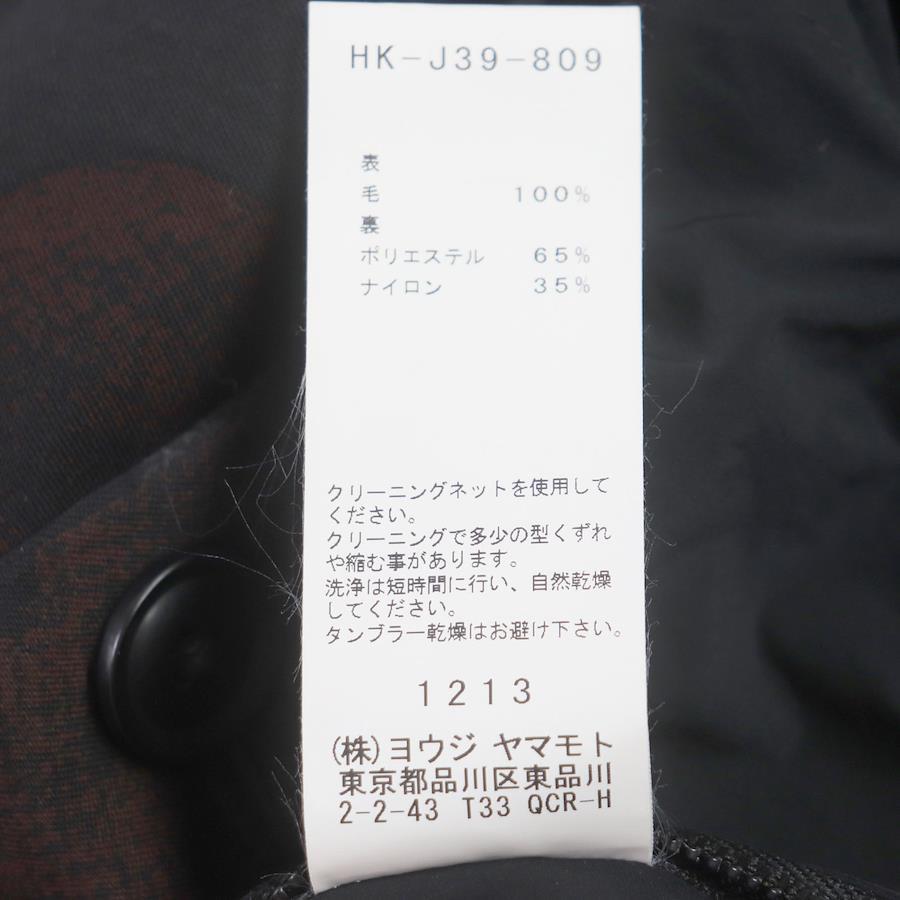 HK-J39-809
表
毛 100%
裏
ポリエステル 65%
ナイロン 35%
クリーニングネットを使用して
ください。
クリーニングで多少の型くずれ
や縮む事があります。
洗浄は短時間に行い、自然乾燥
してください。
タンブラー乾燥はお避け下さい。
1213
(株)ヨウジ ヤマモト
東京都品川区東品川
2-2-43 T33 QCR-H